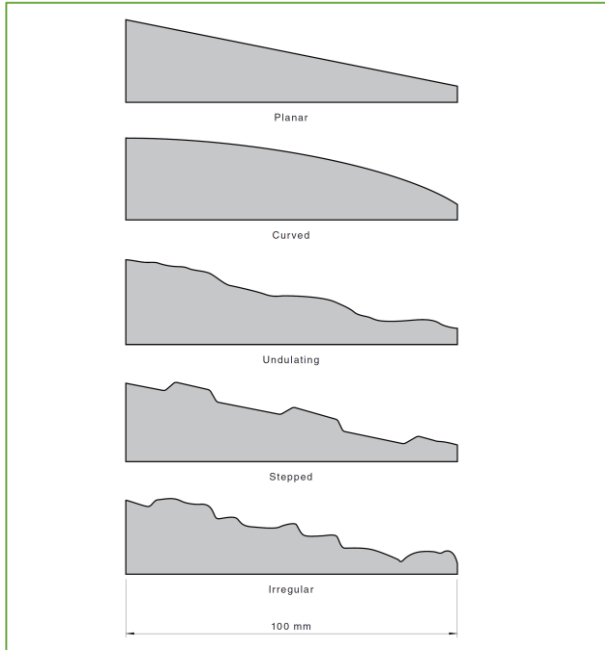 Planar
Curved
Undulating
Stepped
Irregular
100 mm